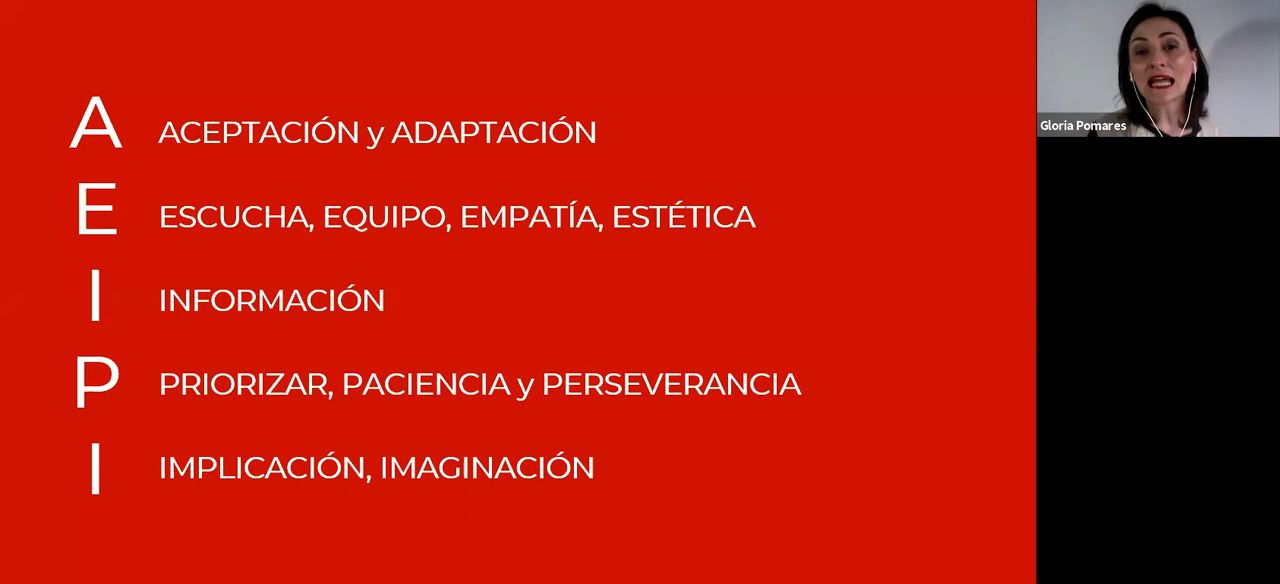 A ACEPTACIÓN y ADAPTACIÓN
E ESCUCHA, EQUIPO, EMPATÍA, ESTÉTICA
I INFORMACIÓN
P PRIORIZAR, PACIENCIA y PERSEVERANCIA
I IMPLICACIÓN, IMAGINACIÓN
Gloria Pomares